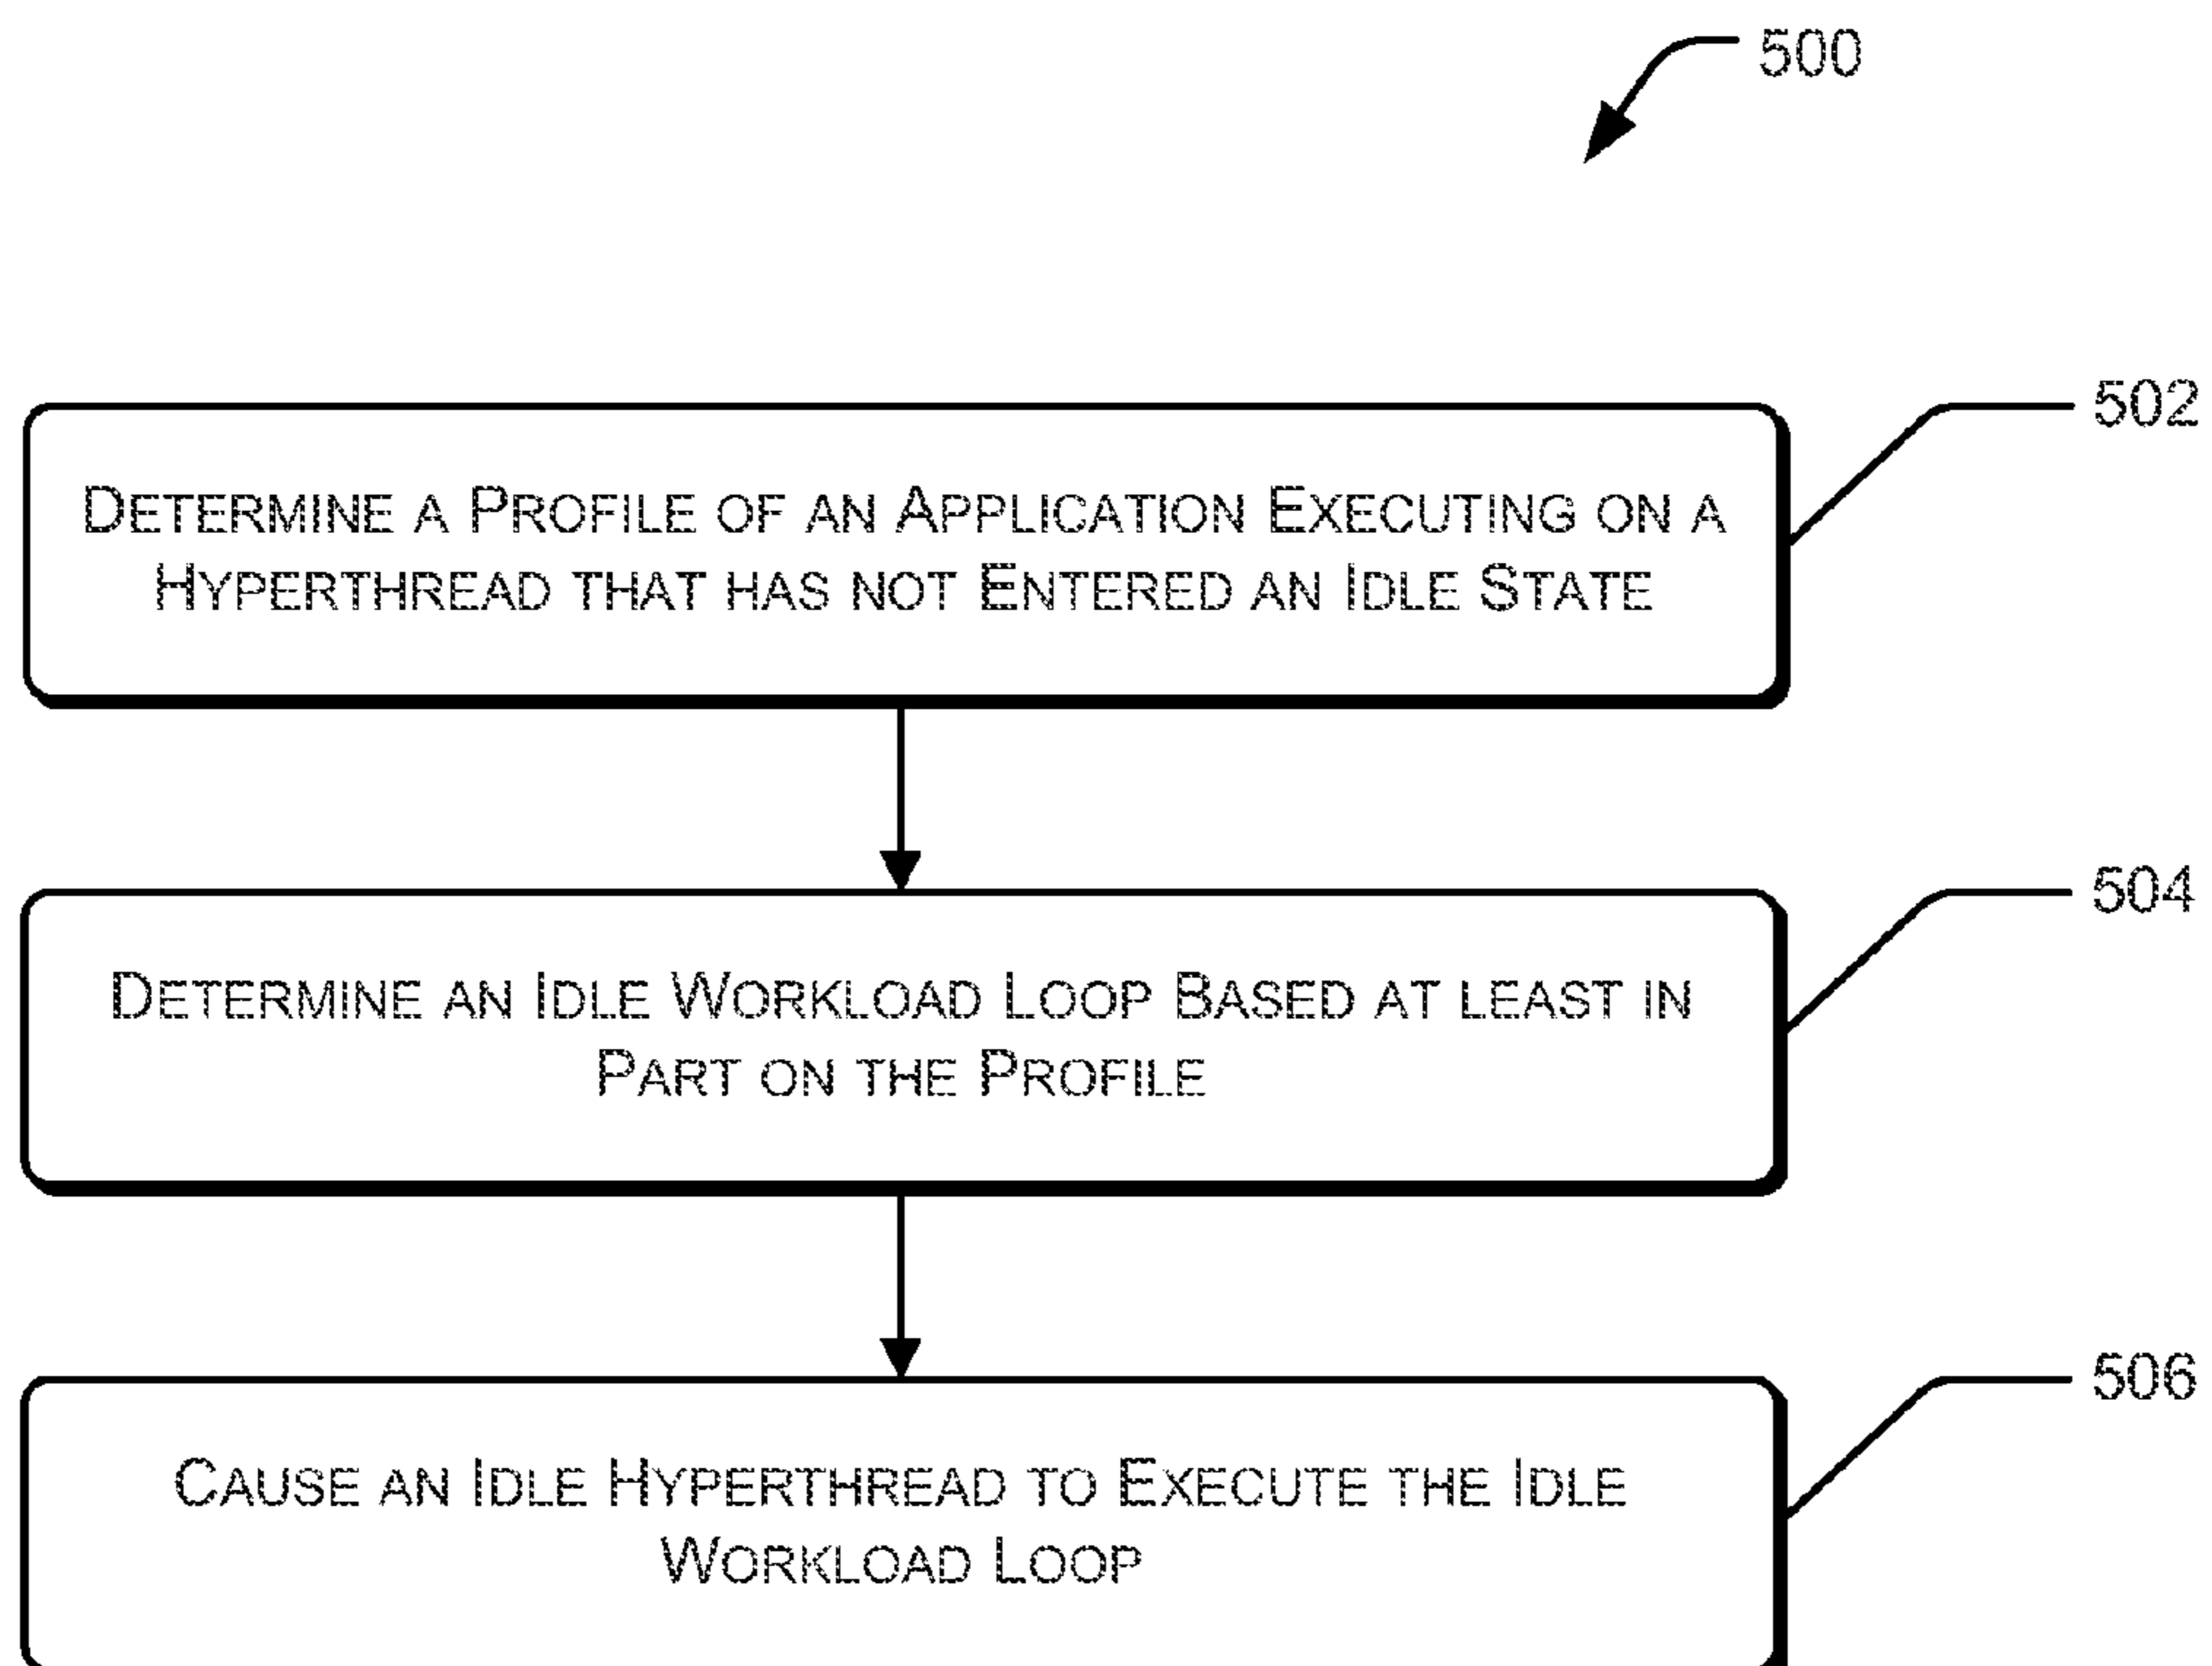 500
502
DETERMINE A PROFILE OF AN APPLICATION EXECUTING ON A
HYPERTHREAD THAT HAS NOT ENTERED AN IDLE STATE
504
DETERMINE AN IDLE WORKLOAD LOOP BASED AT LEAST IN
PART ON THE PROFILE
506
CAUSE AN IDLE HYPERTHREAD TO EXECUTE THE IDLE
WORKLOAD LOOP